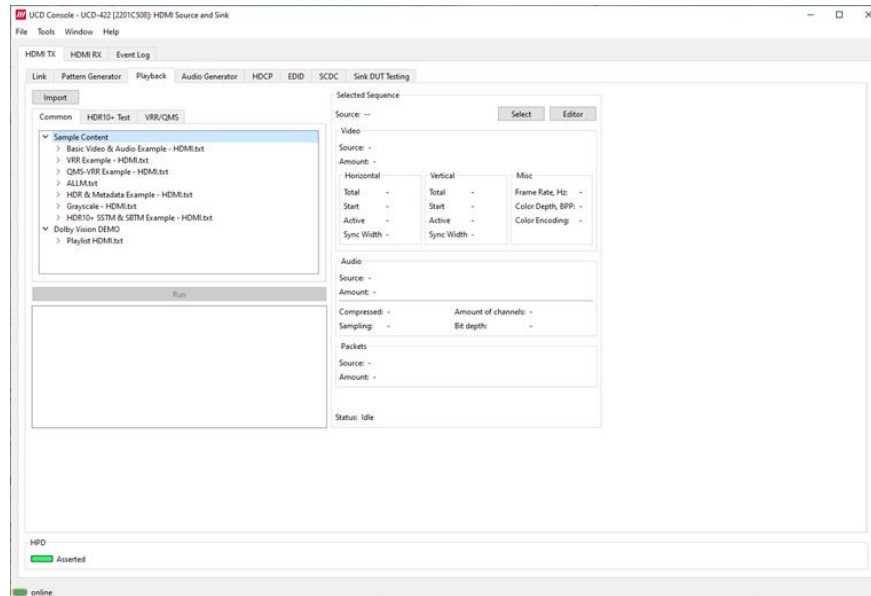 UCD Console - UCD-422 [2201C508]: HDMI Source and Sink
File Tools Window Help
HDMI TX HDMI RX Event Log
Link Pattern Generator Playback Audio Generator HDCP EDID SCDC Sink DUT Testing
Import
Common HDR10+ Test VRR/QMS
Sample Content
Basic Video & Audio Example - HDMI.txt
VRR Example - HDMI.txt
QMS-VRR Example - HDMI.txt
ALLM.txt
HDR & Metadata Example - HDMI.txt
Grayscale - HDMI.txt
HDR10+ SSTM & SBTM Example - HDMI.txt
Dolby Vision DEMO
Playlist HDMI.txt
Run
Selected Sequence
Source: --
Select Editor
Video
Source: -
Amount: -
Horizontal Vertical Misc
Total - Total - Frame Rate, Hz: -
Start - Start - Color Depth, BPP: -
Active - Active - Color Encoding: -
Sync Width - Sync Width -
Audio
Source: -
Amount: -
Compressed: - Amount of channels: -
Sampling: - Bit depth: -
Packets
Source: -
Amount: -
Status: Idle
HPD
Asserted
online